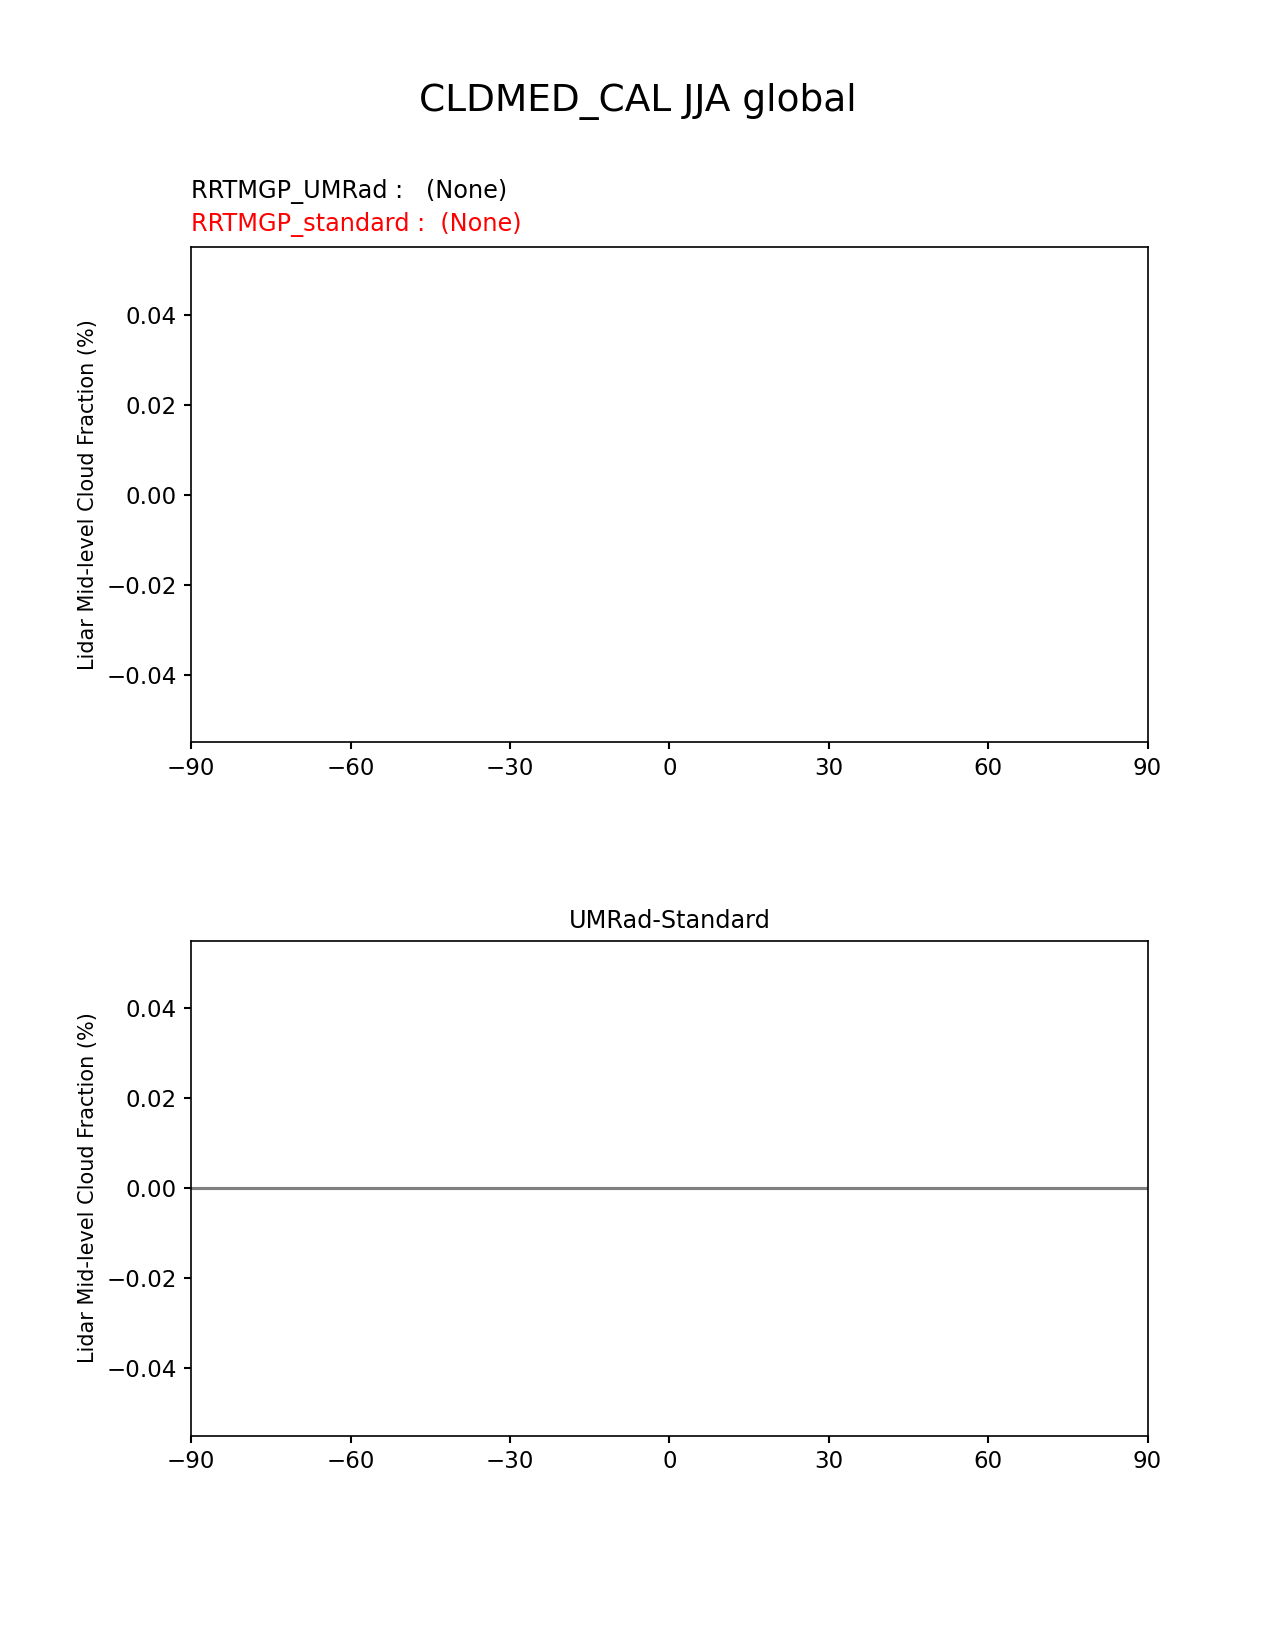 CLDMED_CAL JJA global
RRTMGP_UMRad :   (None)
RRTMGP_standard :  (None)
Lidar Mid-level Cloud Fraction (%)
0.04
0.02
0.00
−0.02
−0.04
−90 −60 −30 0 30 60 90
UMRad-Standard
Lidar Mid-level Cloud Fraction (%)
0.04
0.02
0.00
−0.02
−0.04
−90 −60 −30 0 30 60 90